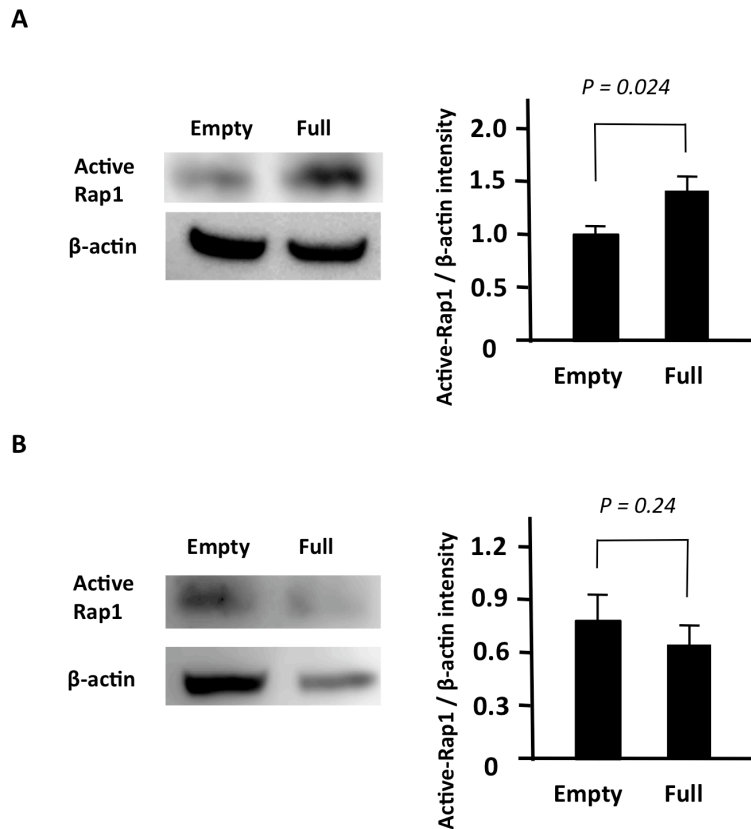 A
Empty Full
Active
Rap1
β-actin
P = 0.024
Active-Rap1 / β-actin intensity
2.0
1.5
1.0
0.5
0
Empty Full
B
Empty Full
Active
Rap1
β-actin
P = 0.24
Active-Rap1 / β-actin intensity
1.2
0.9
0.6
0.3
0
Empty Full